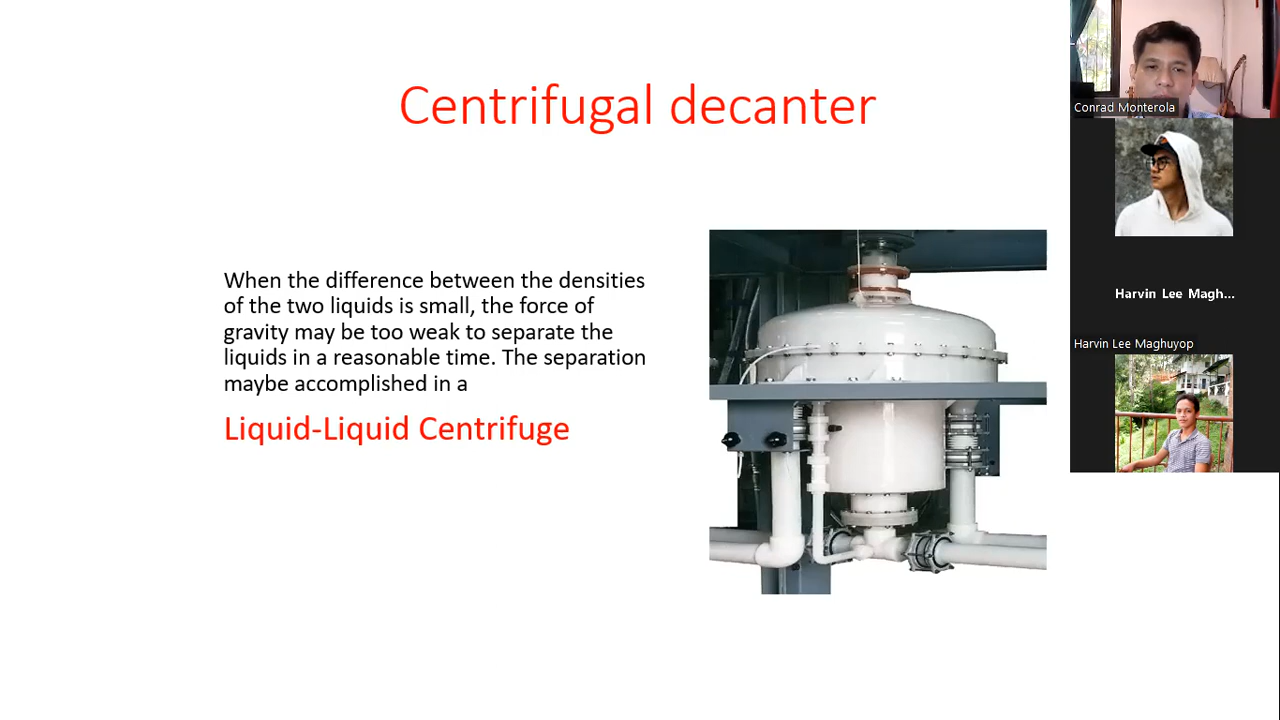 Centrifugal decanter
When the difference between the densities
of the two liquids is small, the force of
gravity may be too weak to separate the
liquids in a reasonable time. The separation
maybe accomplished in a
Liquid-Liquid Centrifuge
Conrad Monterola
Harvin Lee Magh...
Harvin Lee Maghuyop